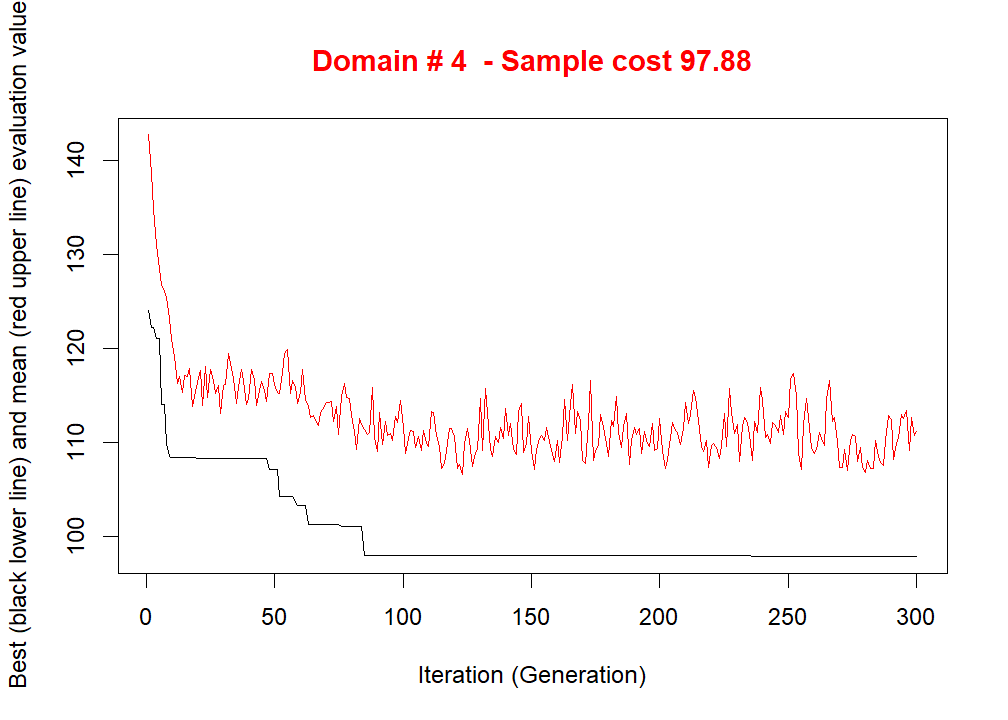 Domain # 4  - Sample cost 97.88
Best (black lower line) and mean (red upper line) evaluation value
140
130
120
110
100
0 50 100 150 200 250 300
Iteration (Generation)